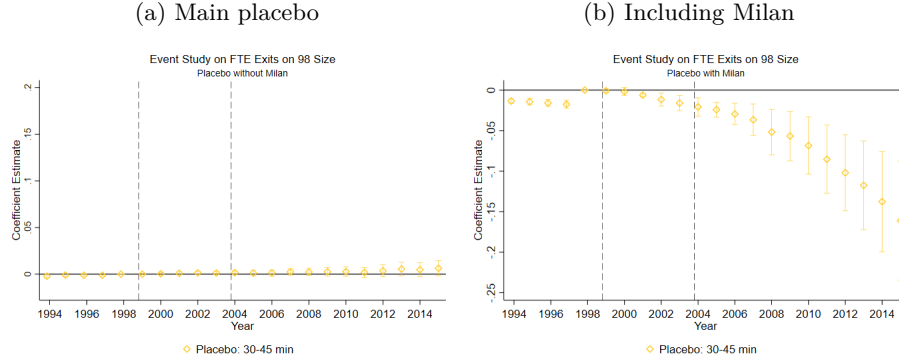 (a) Main placebo
Event Study on FTE Exits on 98 Size
Placebo without Milan
Coefficient Estimate
.2
.15
.1
.05
0
1994 1996 1998 2000 2002 2004 2006 2008 2010 2012 2014
Year
Placebo: 30-45 min
(b) Including Milan
Event Study on FTE Exits on 98 Size
Placebo with Milan
Coefficient Estimate
0
-.05
-.1
-.15
-.2
-.25
1994 1996 1998 2000 2002 2004 2006 2008 2010 2012 2014
Year
Placebo: 30-45 min